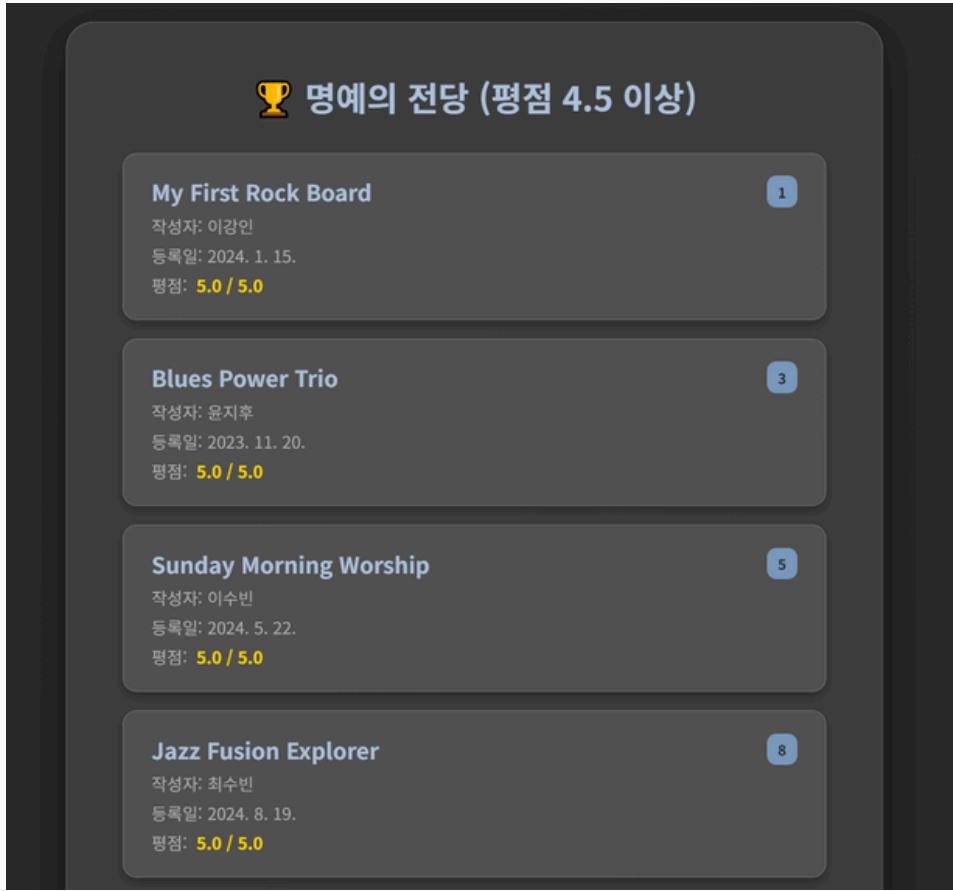 🏆 명예의 전당 (평점 4.5 이상)
My First Rock Board
1
작성자: 이강인
등록일: 2024. 1. 15.
평점: 5.0 / 5.0
Blues Power Trio
3
작성자: 윤지후
등록일: 2023. 11. 20.
평점: 5.0 / 5.0
Sunday Morning Worship
5
작성자: 이수빈
등록일: 2024. 5. 22.
평점: 5.0 / 5.0
Jazz Fusion Explorer
8
작성자: 최수빈
등록일: 2024. 8. 19.
평점: 5.0 / 5.0